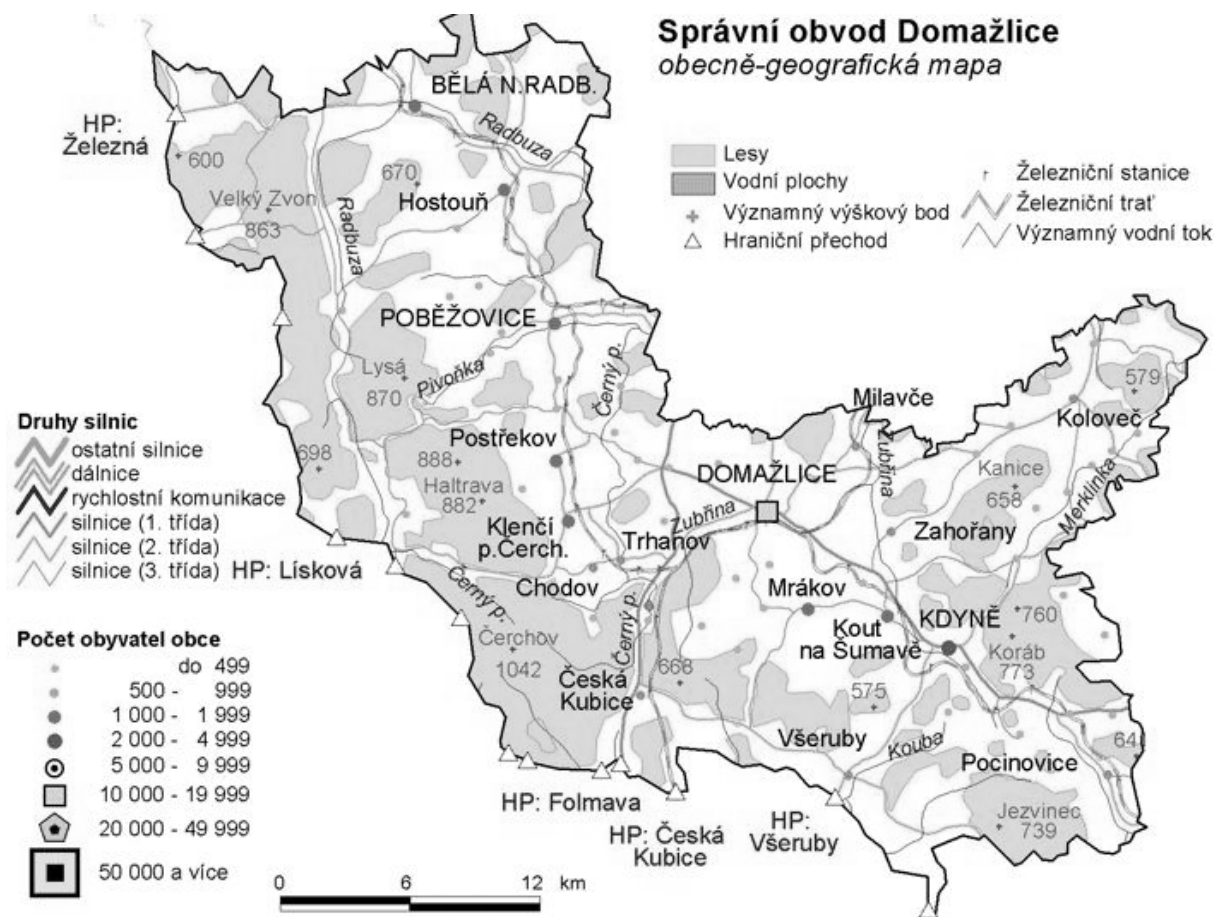 Správní obvod Domažlice
obecně-geografická mapa
Lesy
Vodní plochy
Významný výškový bod
Hraniční přechod
Železniční stanice
Železniční trať
Významný vodní tok
BĚLÁ N.RADB.
Radbuza
HP:
Železná
600
670
Velký Zvon
863
Hostouň
Radbuza
POBĚŽOVICE
Lysá
870
Pivoňka
Černý p.
Milavče
579
Koloveč
Druhy silnic
ostatní silnice
dálnice
rychlostní komunikace
silnice (1. třída)
silnice (2. třída)
silnice (3. třída)
698
Postřekov
888
Haltrava
882
DOMAŽLICE
Zubřina
Kanice
658
Merklínka
Klenčí
p.Čerch.
Zubřina
Trhanov
Zahořany
HP: Lísková
Chodov
Černý p.
Černý p.
Mrákov
KDYNĚ
760
Kout
na Šumavě
Koráb
773
Čerchov
1042
Česká
Kubice
668
575
Všeruby
Kouba
Pocinovice
64
Jezvinec
739
HP: Folmava
HP: Česká
Kubice
HP:
Všeruby
Počet obyvatel obce
do 499
500 - 999
1 000 - 1 999
2 000 - 4 999
5 000 - 9 999
10 000 - 19 999
20 000 - 49 999
50 000 a více
0 6 12 km